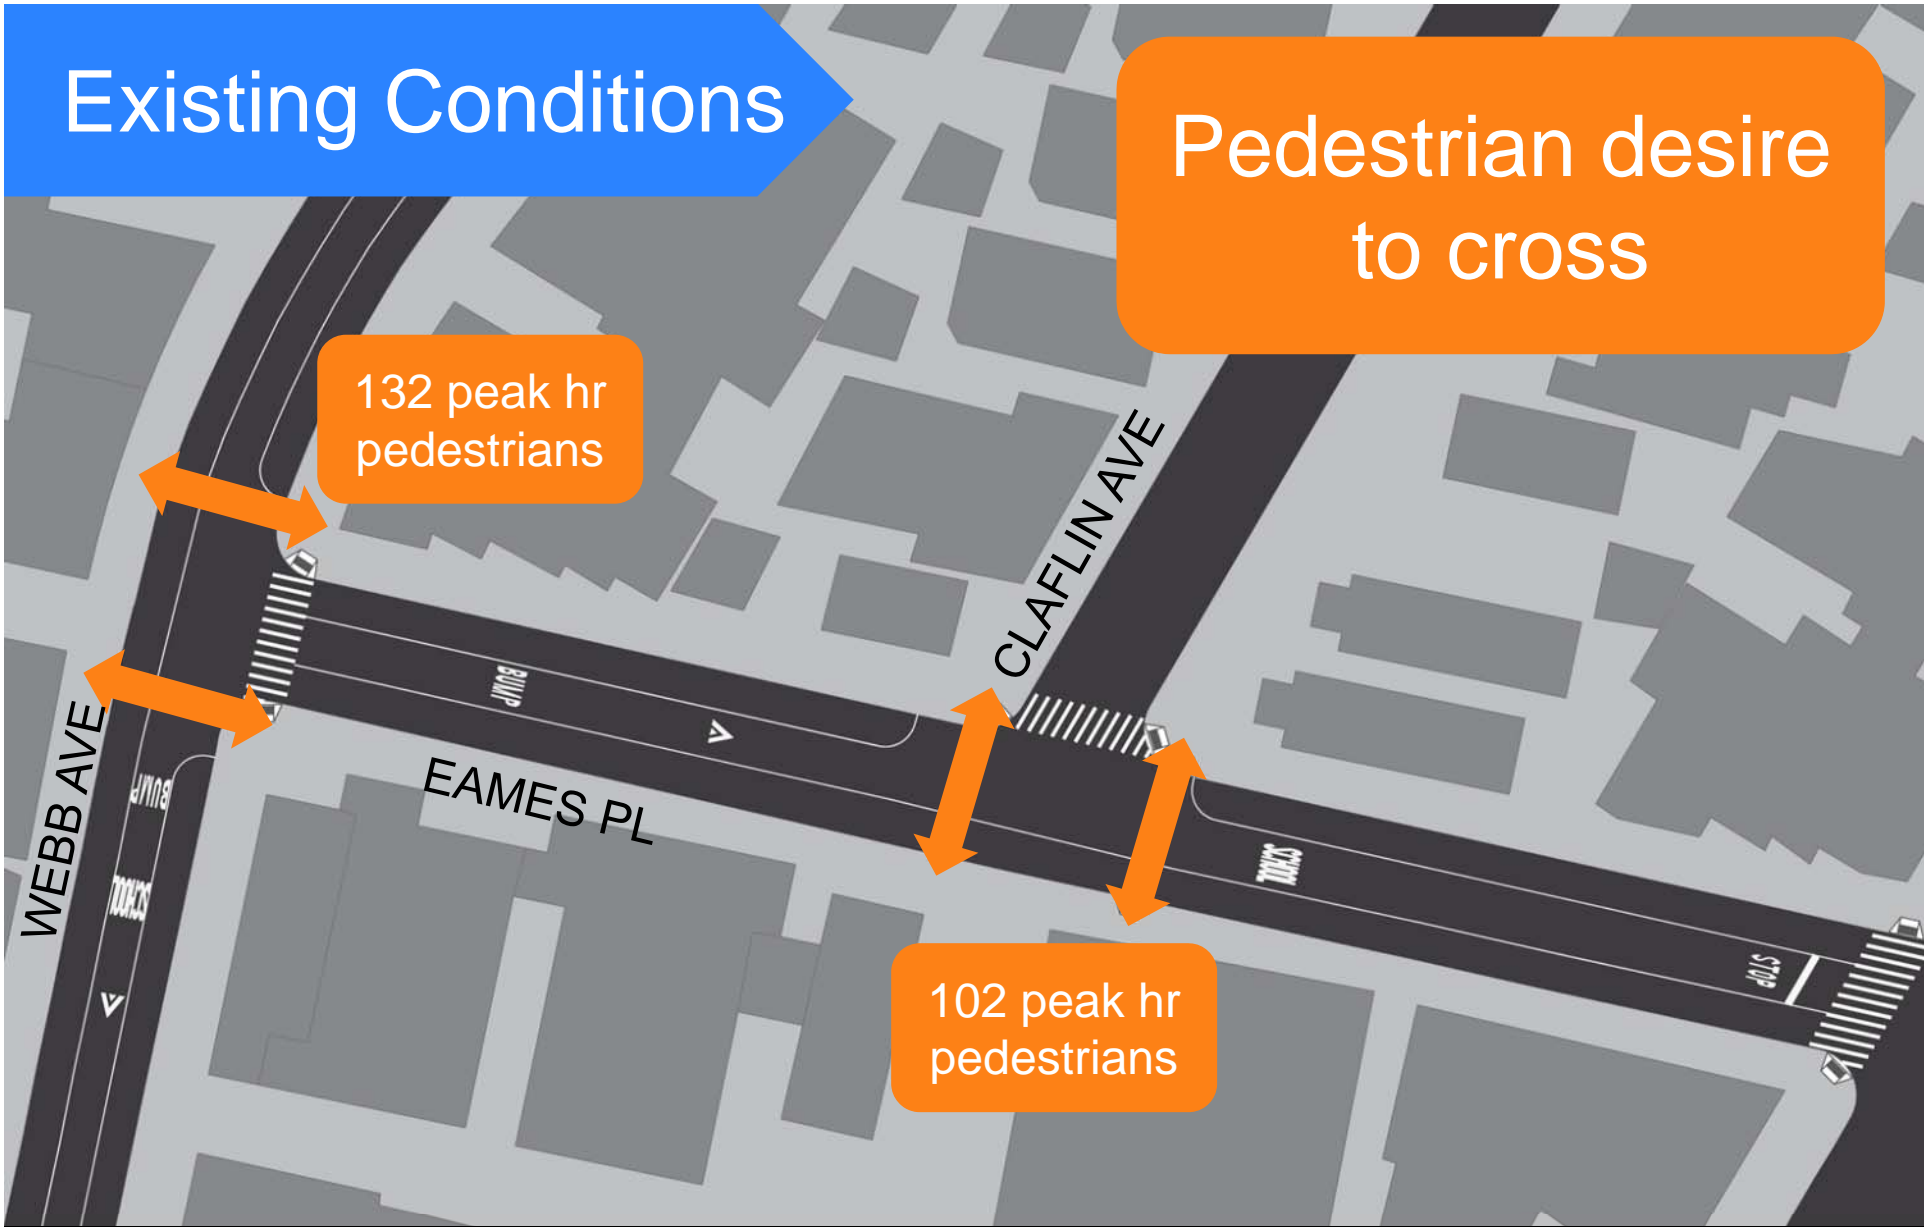 Existing Conditions
Pedestrian desire
to cross
132 peak hr
pedestrians
CLAFLIN AVE
BUMP
WEBB AVE
BUMP
EAMES PL
SCHOOL
SCHOOL
STOP
102 peak hr
pedestrians